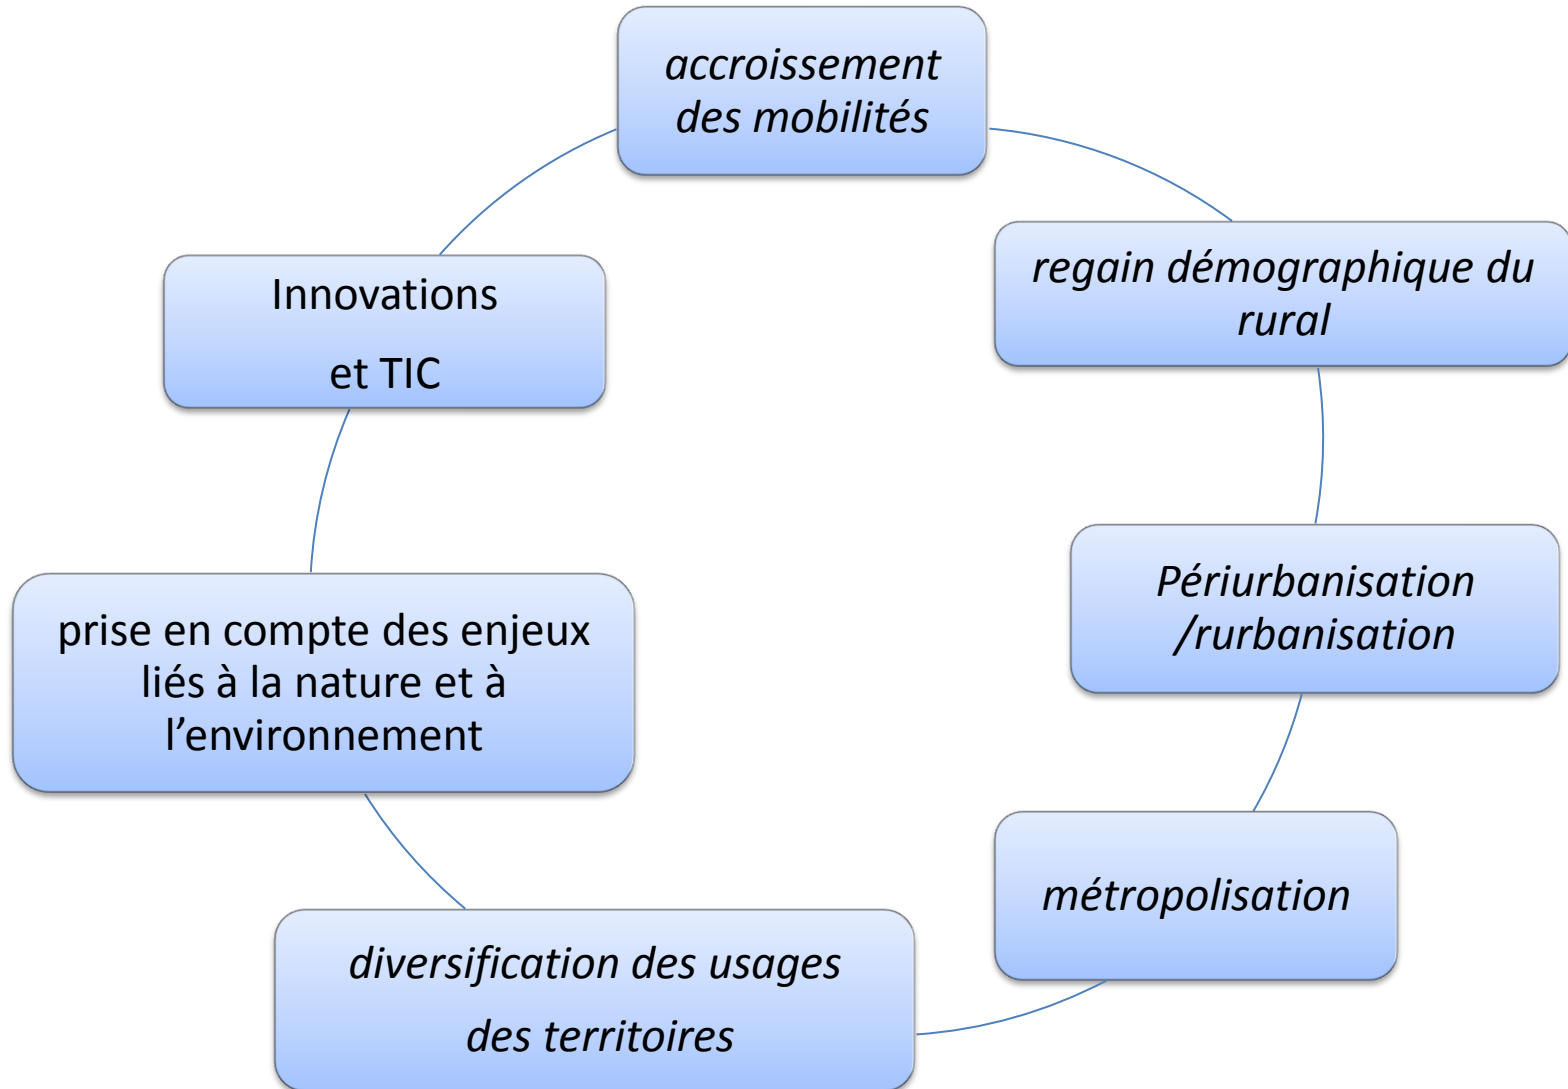 accroissement
des mobilités
regain démographique du
rural
Périurbanisation
/rurbanisation
métropolisation
diversification des usages
des territoires
prise en compte des enjeux
liés à la nature et à
l’environnement
Innovations
et TIC